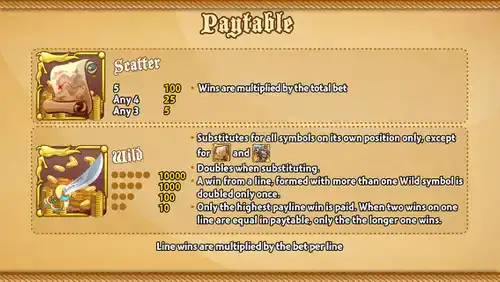 Paytable
Scatter
5 100
Any 4 25
Any 3 5
Wins are multiplied by the total bet
Wild
10000
1000
100
10
Substitutes for all symbols on its own position only, except
for and
Doubles when substituting.
A win from a line, formed with more than one Wild symbol is
doubled only once.
Only the highest payline win is paid. When two wins on one
line are equal in paytable, only the the longer one wins.
Line wins are multiplied by the bet per line